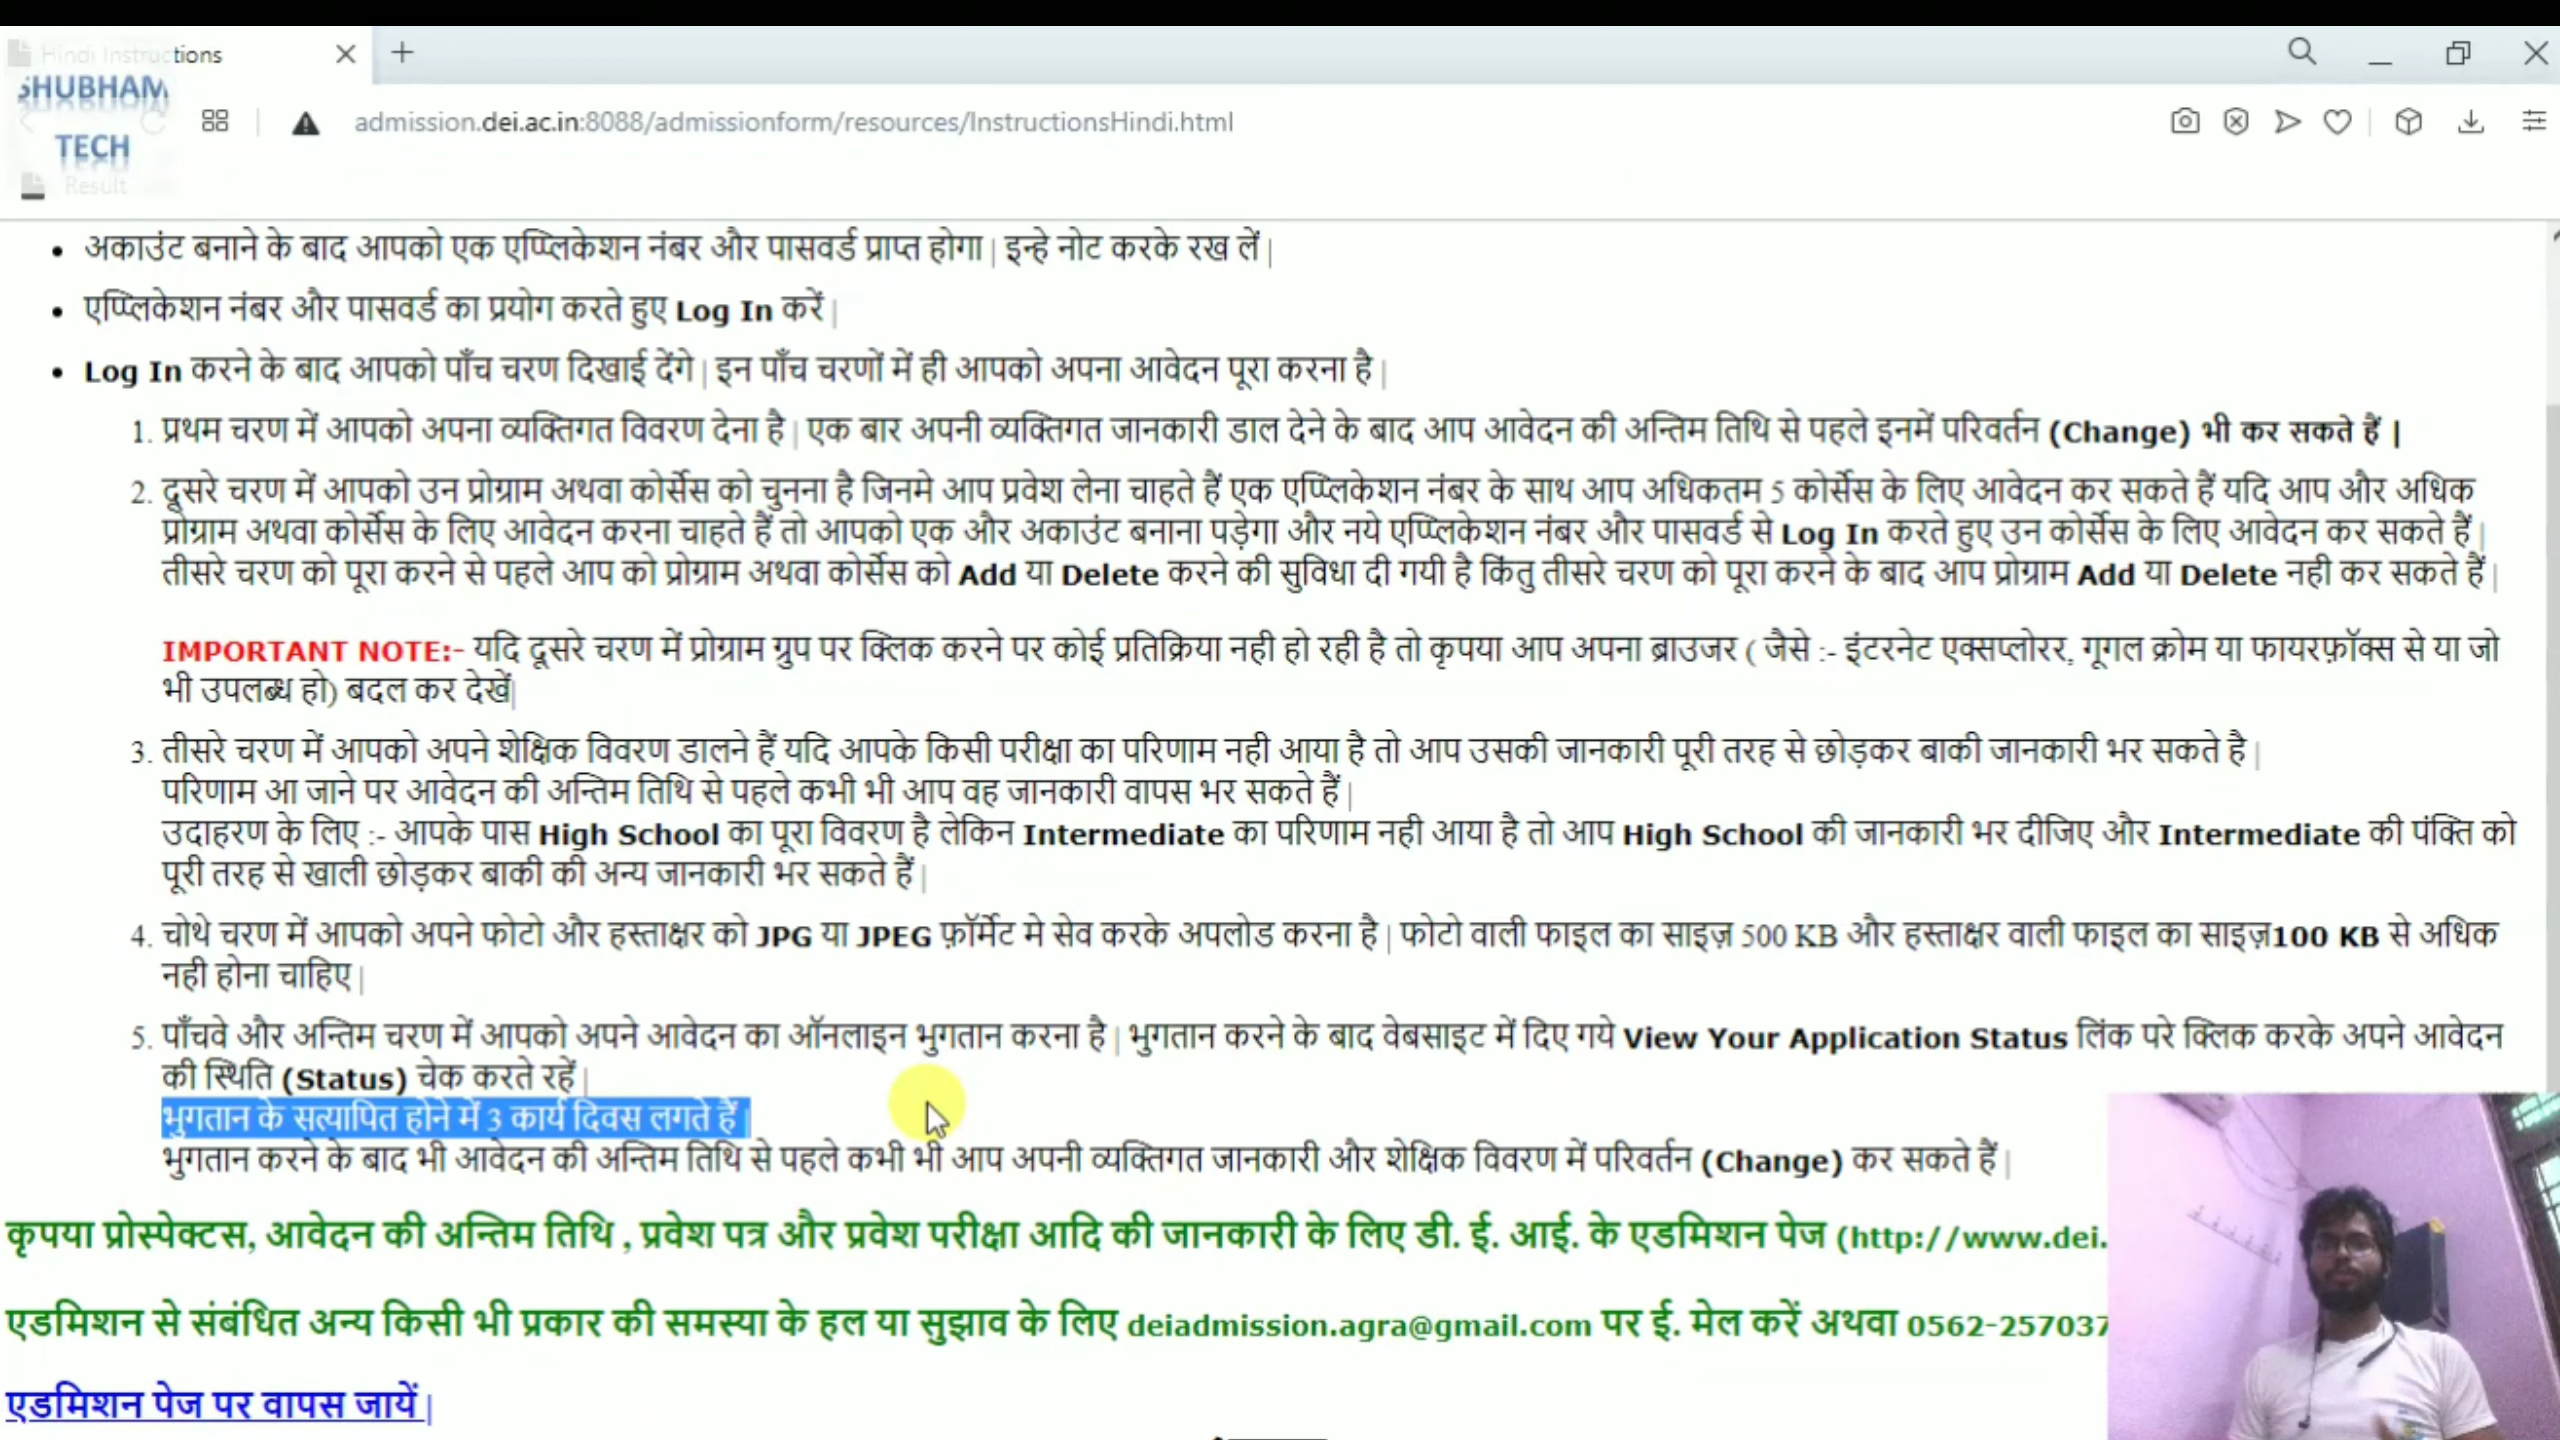 Hindi Instructions
SHUBHAM
TECH
admission.dei.ac.in:8088/admissionform/resources/InstructionsHindi.html
Result
• अकाउंट बनाने के बाद आपको एक एप्प्लिकेशन नंबर और पासवर्ड प्राप्त होगा | इन्हे नोट करके रख लें |
• एप्प्लिकेशन नंबर और पासवर्ड का प्रयोग करते हुए Log In करें |
• Log In करने के बाद आपको पाँच चरण दिखाई देंगे | इन पाँच चरणों में ही आपको अपना आवेदन पूरा करना है |
1. प्रथम चरण में आपको अपना व्यक्तिगत विवरण देना है | एक बार अपनी व्यक्तिगत जानकारी डाल देने के बाद आप आवेदन की अन्तिम तिथि से पहले इनमें परिवर्तन (Change) भी कर सकते हैं |
2. दूसरे चरण में आपको उन प्रोग्राम अथवा कोर्सेस को चुनना है जिनमे आप प्रवेश लेना चाहते हैं एक एप्प्लिकेशन नंबर के साथ आप अधिकतम 5 कोर्सेस के लिए आवेदन कर सकते हैं यदि आप और अधिक
प्रोग्राम अथवा कोर्सेस के लिए आवेदन करना चाहते हैं तो आपको एक और अकाउंट बनाना पड़ेगा और नये एप्प्लिकेशन नंबर और पासवर्ड से Log In करते हुए उन कोर्सेस के लिए आवेदन कर सकते हैं |
तीसरे चरण को पूरा करने से पहले आप को प्रोग्राम अथवा कोर्सेस को Add या Delete करने की सुविधा दी गयी है किंतु तीसरे चरण को पूरा करने के बाद आप प्रोग्राम Add या Delete नही कर सकते हैं |
IMPORTANT NOTE:- यदि दूसरे चरण में प्रोग्राम ग्रुप पर क्लिक करने पर कोई प्रतिक्रिया नही हो रही है तो कृपया आप अपना ब्राउजर ( जैसे :- इंटरनेट एक्सप्लोरर, गूगल क्रोम या फायरफ़ॉक्स से या जो
भी उपलब्ध हो) बदल कर देखें|
3. तीसरे चरण में आपको अपने शेक्षिक विवरण डालने हैं यदि आपके किसी परीक्षा का परिणाम नही आया है तो आप उसकी जानकारी पूरी तरह से छोड़कर बाकी जानकारी भर सकते है |
परिणाम आ जाने पर आवेदन की अन्तिम तिथि से पहले कभी भी आप वह जानकारी वापस भर सकते हैं |
उदाहरण के लिए :- आपके पास High School का पूरा विवरण है लेकिन Intermediate का परिणाम नही आया है तो आप High School की जानकारी भर दीजिए और Intermediate की पंक्ति को
पूरी तरह से खाली छोड़कर बाकी की अन्य जानकारी भर सकते हैं |
4. चोथे चरण में आपको अपने फोटो और हस्ताक्षर को JPG या JPEG फ़ॉर्मेट मे सेव करके अपलोड करना है | फोटो वाली फाइल का साइज़ 500 KB और हस्ताक्षर वाली फाइल का साइज़100 KB से अधिक
नही होना चाहिए |
5. पाँचवे और अन्तिम चरण में आपको अपने आवेदन का ऑनलाइन भुगतान करना है | भुगतान करने के बाद वेबसाइट में दिए गये View Your Application Status लिंक परे क्लिक करके अपने आवेदन
की स्थिति (Status) चेक करते रहें |
भुगतान के सत्यापित होने में 3 कार्य दिवस लगते हैं |
भुगतान करने के बाद भी आवेदन की अन्तिम तिथि से पहले कभी भी आप अपनी व्यक्तिगत जानकारी और शेक्षिक विवरण में परिवर्तन (Change) कर सकते हैं |
कृपया प्रोस्पेक्टस, आवेदन की अन्तिम तिथि , प्रवेश पत्र और प्रवेश परीक्षा आदि की जानकारी के लिए डी. ई. आई. के एडमिशन पेज (http://www.dei.
एडमिशन से संबंधित अन्य किसी भी प्रकार की समस्या के हल या सुझाव के लिए deiadmission.agra@gmail.com पर ई. मेल करें अथवा 0562-257037
एडमिशन पेज पर वापस जायें |